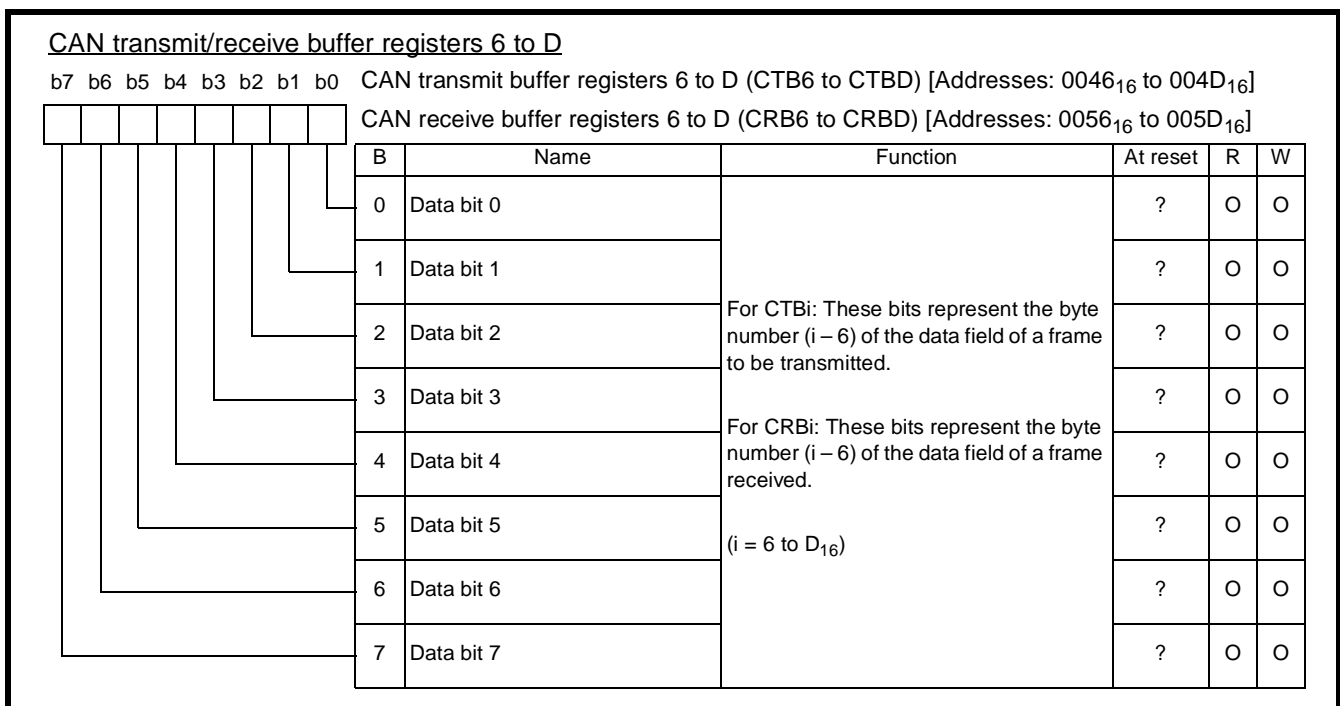 CAN transmit/receive buffer registers 6 to D
b7 b6 b5 b4 b3 b2 b1 b0 CAN transmit buffer registers 6 to D (CTB6 to CTBD) [Addresses: 0046₁₆ to 004D₁₆]
CAN receive buffer registers 6 to D (CRB6 to CRBD) [Addresses: 0056₁₆ to 005D₁₆]
B Name Function At reset R W
0 Data bit 0 ? O O
1 Data bit 1 ? O O
For CTBi: These bits represent the byte
2 Data bit 2 number (i – 6) of the data field of a frame ? O O
to be transmitted.
3 Data bit 3 ? O O
For CRBi: These bits represent the byte
4 Data bit 4 number (i – 6) of the data field of a frame ? O O
received.
5 Data bit 5 ? O O
(i = 6 to D₁₆)
6 Data bit 6 ? O O
7 Data bit 7 ? O O